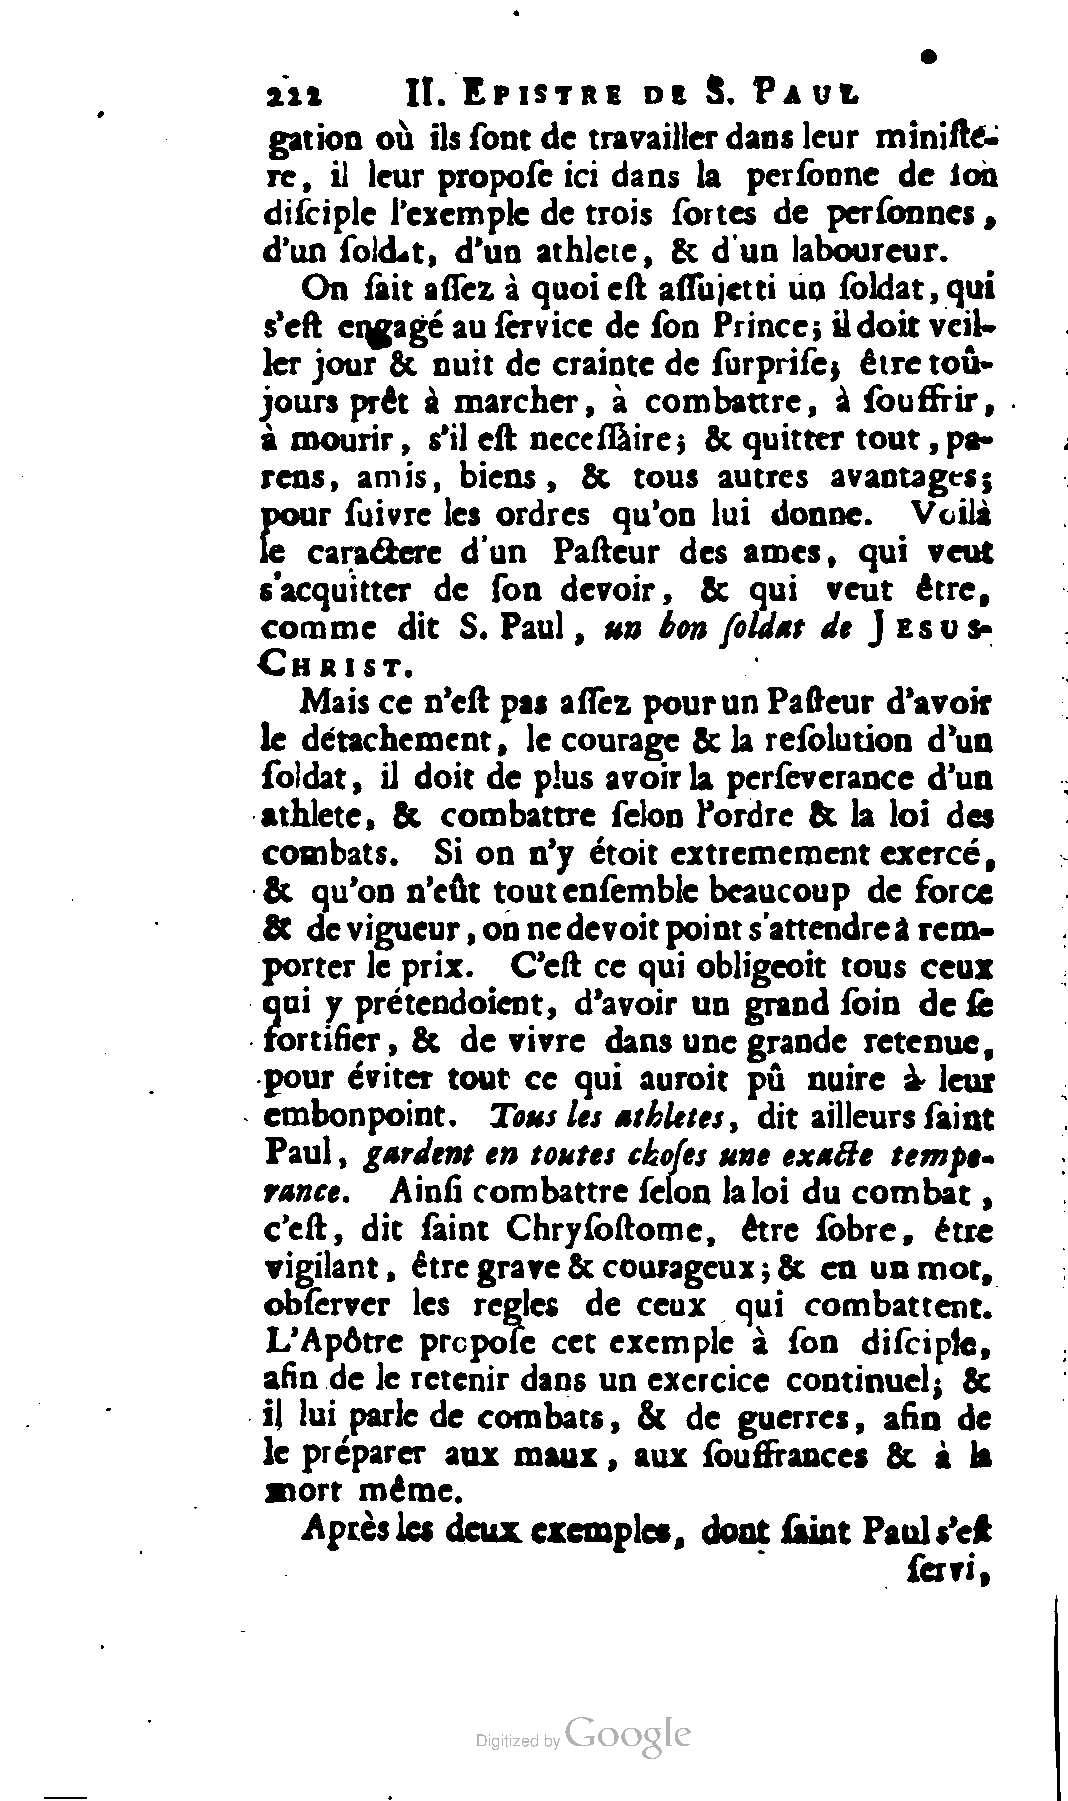 222 II. EPISTRE DE S. PAUL
gation où ils ſont de travailler dans leur miniſté-
re, il leur propoſe ici dans la perſonne de ſon
diſciple l'exemple de trois ſortes de perſonnes,
d'un ſoldat, d'un athlete, & d'un laboureur.
On ſait aſſez à quoi eſt aſſujetti un ſoldat, qui
s'eſt engagé au ſervice de ſon Prince; il doit veil-
ler jour & nuit de crainte de ſurpriſe; être toû-
jours prêt à marcher, à combattre, à ſouffrir,
à mourir, s'il eſt neceſſaire; & quitter tout, pa-
rens, amis, biens, & tous autres avantages;
pour ſuivre les ordres qu'on lui donne. Voilà
le caractere d'un Paſteur des ames, qui veut
s'acquitter de ſon devoir, & qui veut être,
comme dit S. Paul, un bon ſoldat de JESUS-
CHRIST.
Mais ce n'eſt pas aſſez pour un Paſteur d'avoir
le détachement, le courage & la reſolution d'un
ſoldat, il doit de plus avoir la perſeverance d'un
athlete, & combattre ſelon l'ordre & la loi des
combats. Si on n'y étoit extremement exercé,
& qu'on n'eût tout enſemble beaucoup de force
& de vigueur, on ne devoit point s'attendre à rem-
porter le prix. C'eſt ce qui obligeoit tous ceux
qui y prétendoient, d'avoir un grand ſoin de ſe
fortifier, & de vivre dans une grande retenue,
pour éviter tout ce qui auroit pû nuire à leur
embonpoint. Tous les athletes, dit ailleurs ſaint
Paul, gardent en toutes choſes une exacte tempe-
rance. Ainſi combattre ſelon la loi du combat,
c'eſt, dit ſaint Chryſoſtome, être ſobre, être
vigilant, être grave & courageux; & en un mot,
obſerver les regles de ceux qui combattent.
L'Apôtre propoſe cet exemple à ſon diſciple,
afin de le retenir dans un exercice continuel; &
il lui parle de combats, & de guerres, afin de
le préparer aux maux, aux ſouffrances & à la
mort même.
Après les deux exemples, dont ſaint Paul s'eſt
ſervi,
Digitized by Google